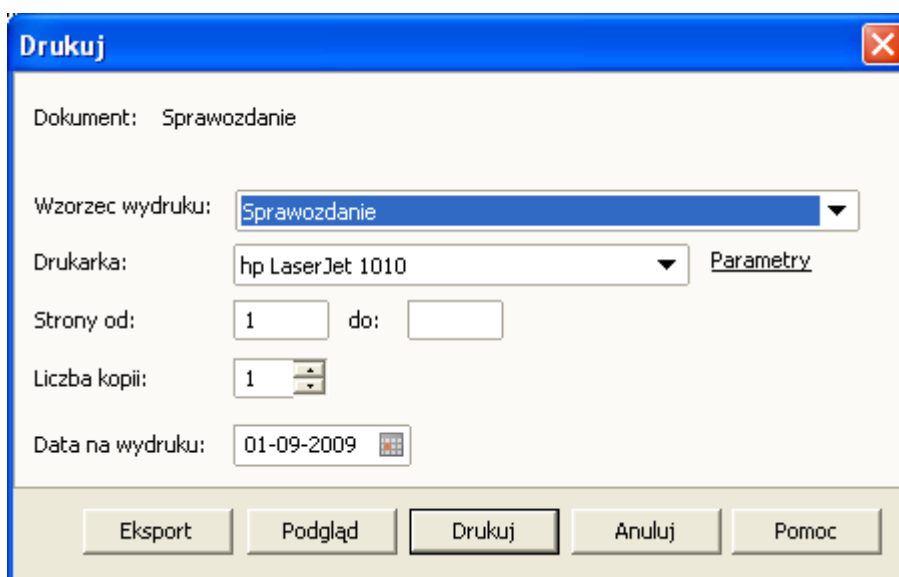 Drukuj
Dokument: Sprawozdanie
Wzorzec wydruku: Sprawozdanie
Drukarka: hp LaserJet 1010 Parametry
Strony od: 1 do:
Liczba kopii: 1
Data na wydruku: 01-09-2009
Eksport Podgląd Drukuj Anuluj Pomoc